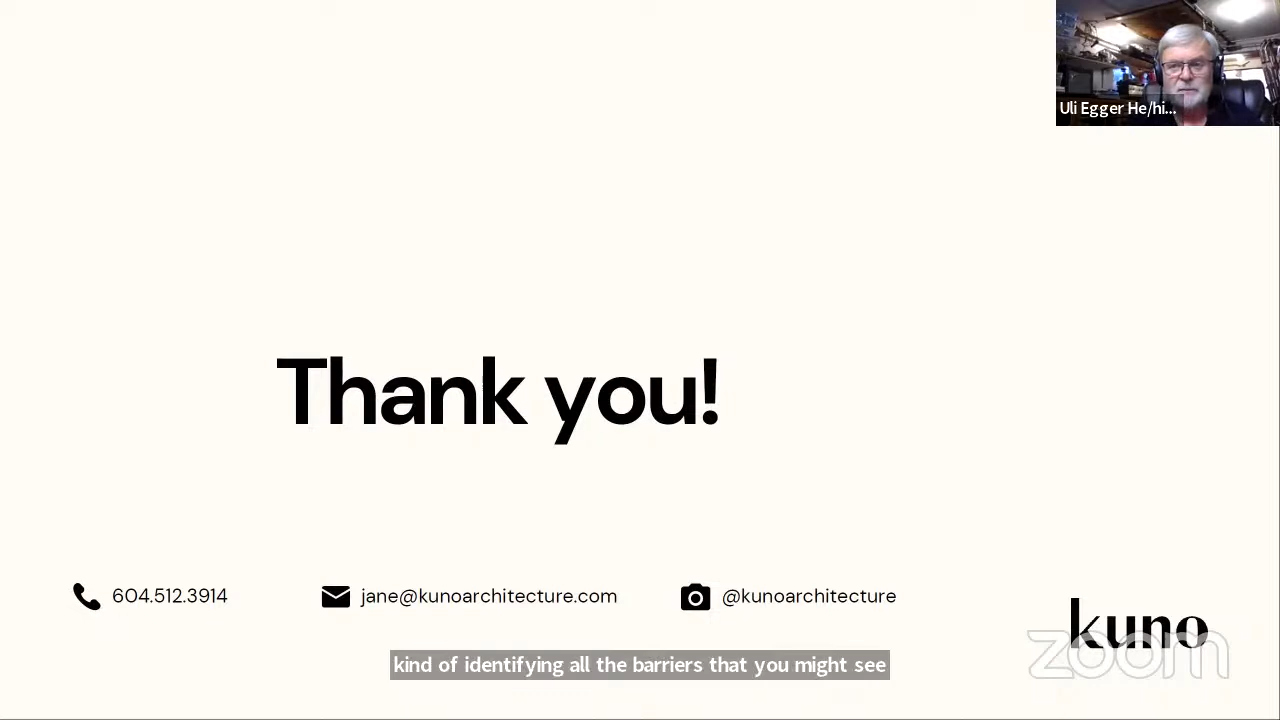 Uli Egger He/hi...
Thank you!
604.512.3914
jane@kunoarchitecture.com
@kunoarchitecture
kuno
zoom
kind of identifying all the barriers that you might see